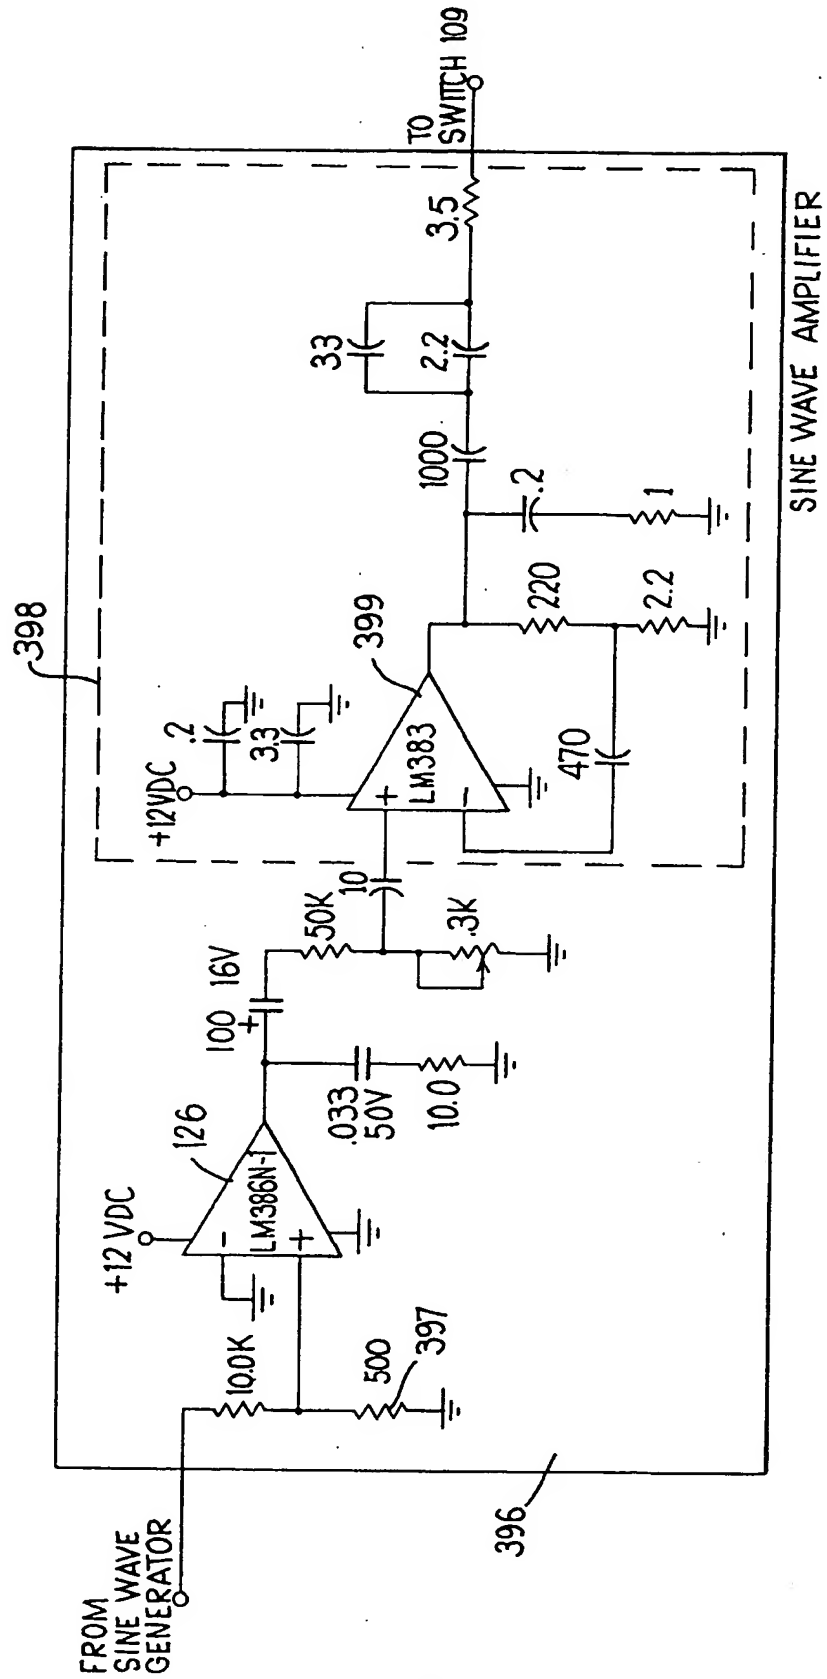 FROM
SINE WAVE
GENERATOR
396
10.0K
500
397
+12 VDC
126
-
LM386N-1
+
100
+
16V
.033
50V
10.0
50K
10
.3K
398
+12VDC
.2
3.3
399
+
LM383
-
470
220
2.2
.2
1
1000
33
2.2
3.5
TO
SWITCH 109
SINE WAVE AMPLIFIER